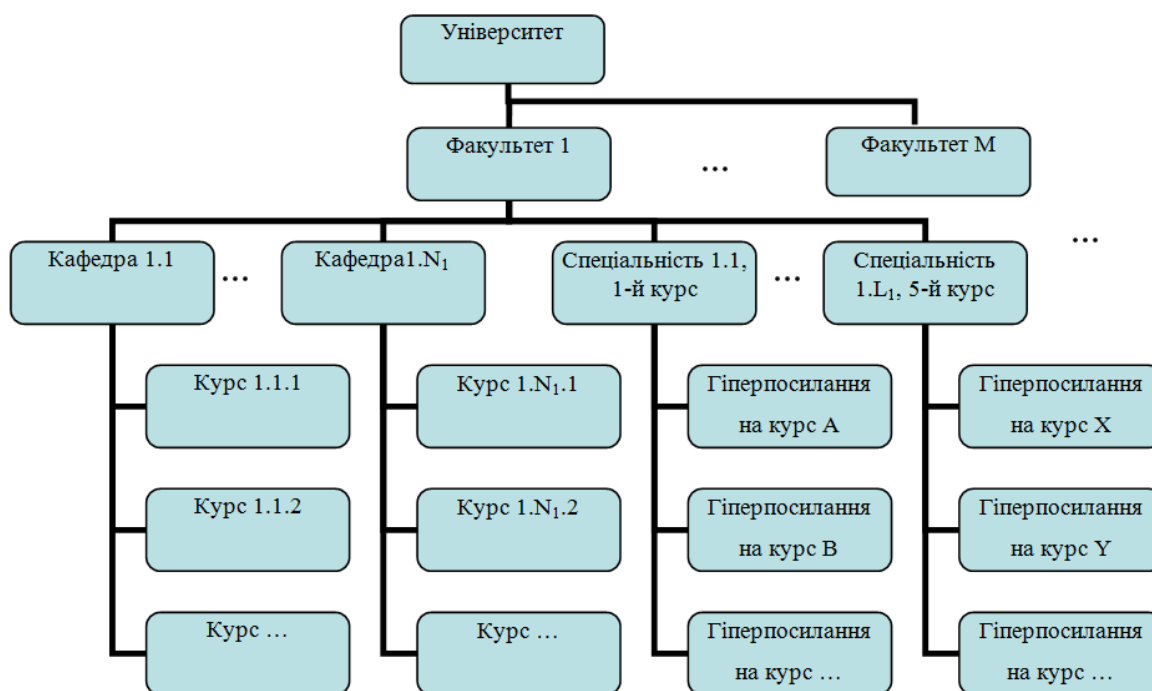 Університет
Факультет 1
...
Факультет М
Кафедра 1.1
...
Кафедра1.N₁
Спеціальність 1.1,
1-й курс
...
Спеціальність
1.L₁, 5-й курс
...
Курс 1.1.1
Курс 1.N₁.1
Гіперпосилання
на курс А
Гіперпосилання
на курс X
Курс 1.1.2
Курс 1.N₁.2
Гіперпосилання
на курс В
Гіперпосилання
на курс Y
Курс ...
Курс ...
Гіперпосилання
на курс ...
Гіперпосилання
на курс ...